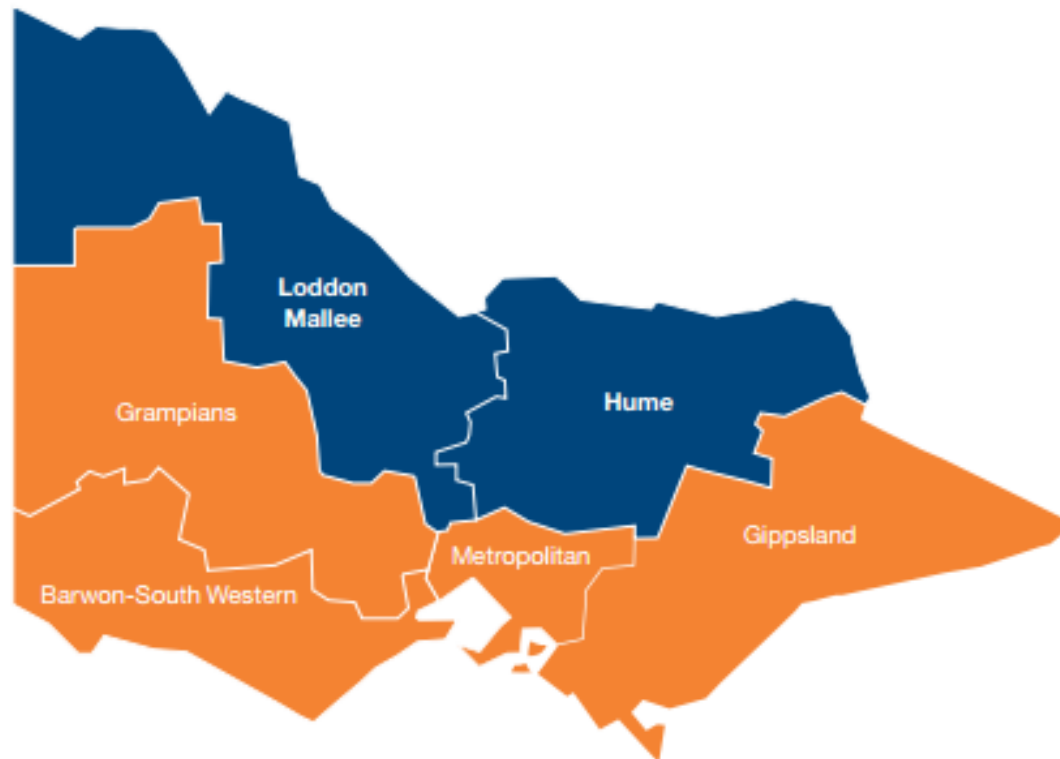 Loddon
Mallee
Hume
Grampians
Gippsland
Metropolitan
Barwon-South Western